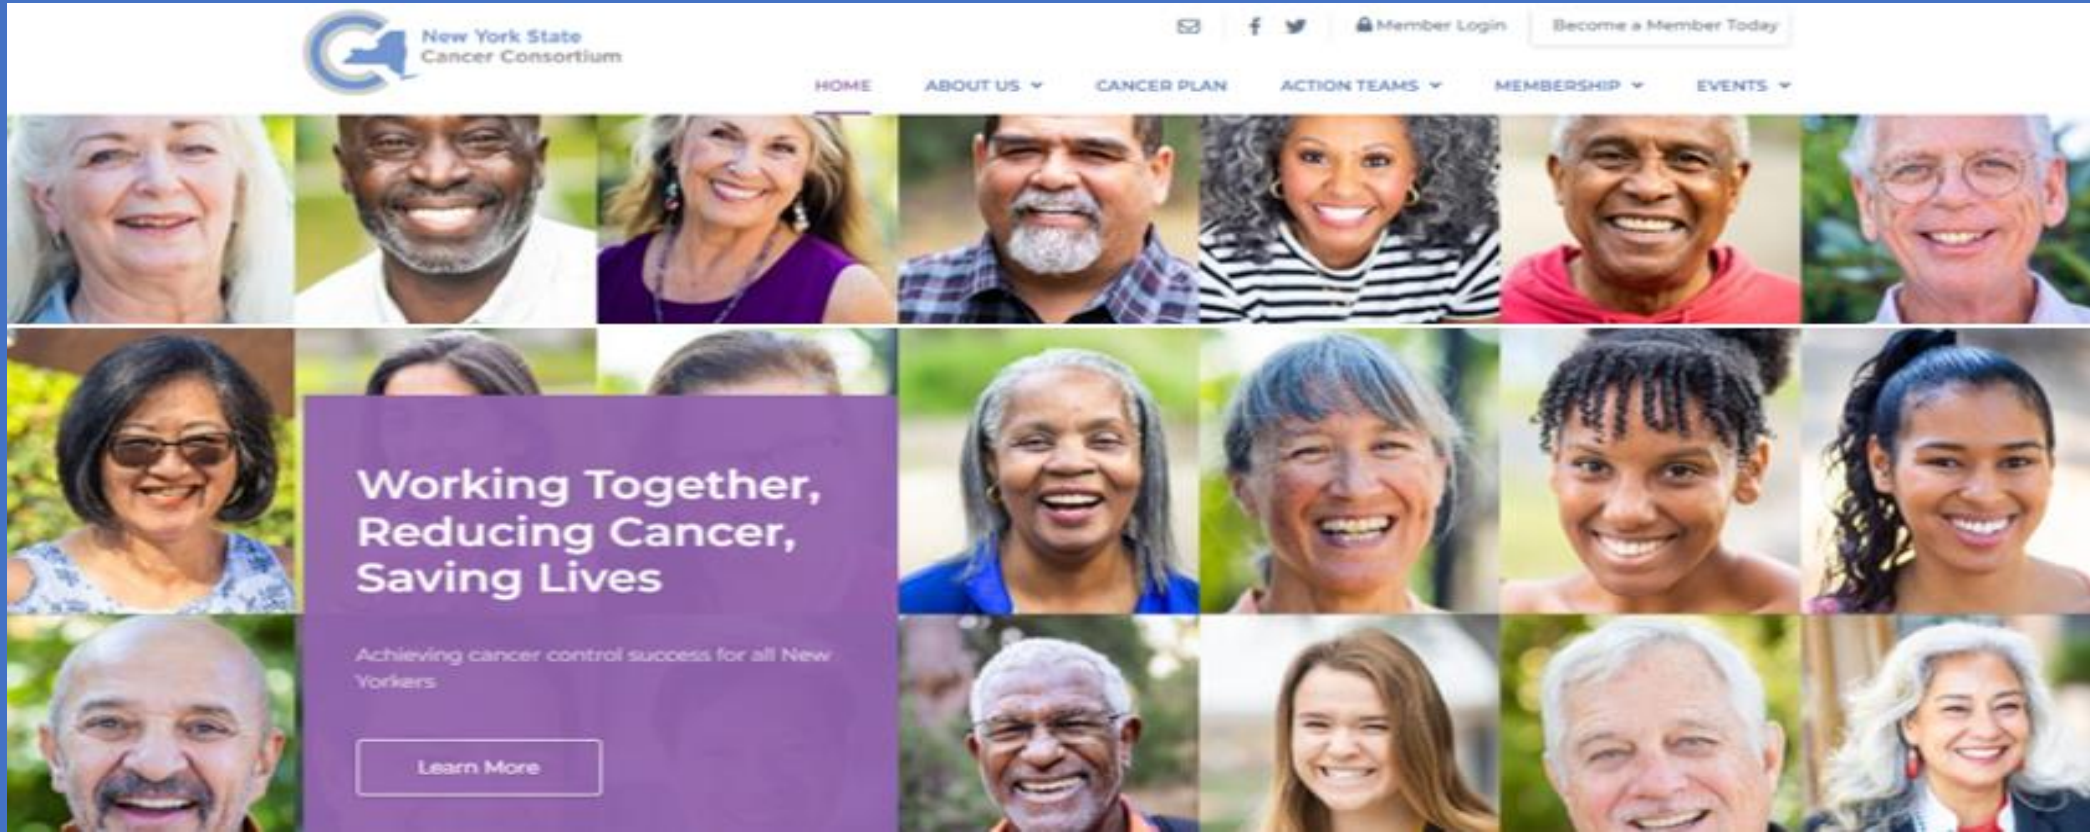 New York State
Cancer Consortium
Member Login
Become a Member Today
HOME
ABOUT US
CANCER PLAN
ACTION TEAMS
MEMBERSHIP
EVENTS
Working Together,
Reducing Cancer,
Saving Lives
Achieving cancer control success for all New
Yorkers
Learn More